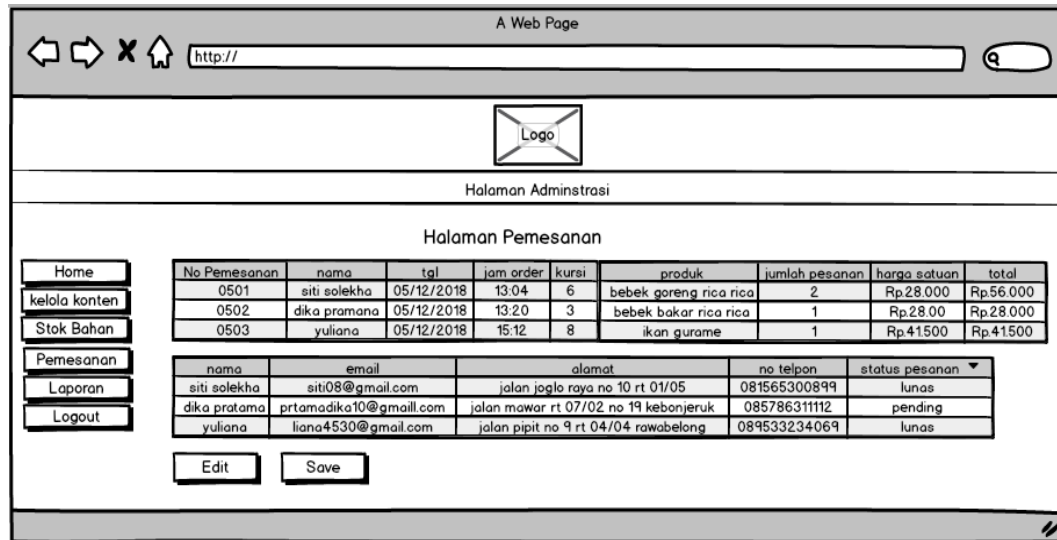 A Web Page
http://
Logo
Halaman Adminstrasi
Halaman Pemesanan
Home
kelola konten
Stok Bahan
Pemesanan
Laporan
Logout
No Pemesanan nama tgl jam order kursi produk jumlah pesanan harga satuan total
0501 siti solekha 05/12/2018 13:04 6 bebek goreng rica rica 2 Rp.28.000 Rp.56.000
0502 dika pramana 05/12/2018 13:20 3 bebek bakar rica rica 1 Rp.28.00 Rp.28.000
0503 yuliana 05/12/2018 15:12 8 ikan gurame 1 Rp.41.500 Rp.41.500
nama email alamat no telpon status pesanan
siti solekha siti08@gmail.com jalan joglo raya no 10 rt 01/05 081565300899 lunas
dika pratama prtamadika10@gmaill.com jalan mawar rt 07/02 no 19 kebonjeruk 085786311112 pending
yuliana liana4530@gmail.com jalan pipit no 9 rt 04/04 rawabelong 089533234069 lunas
Edit Save